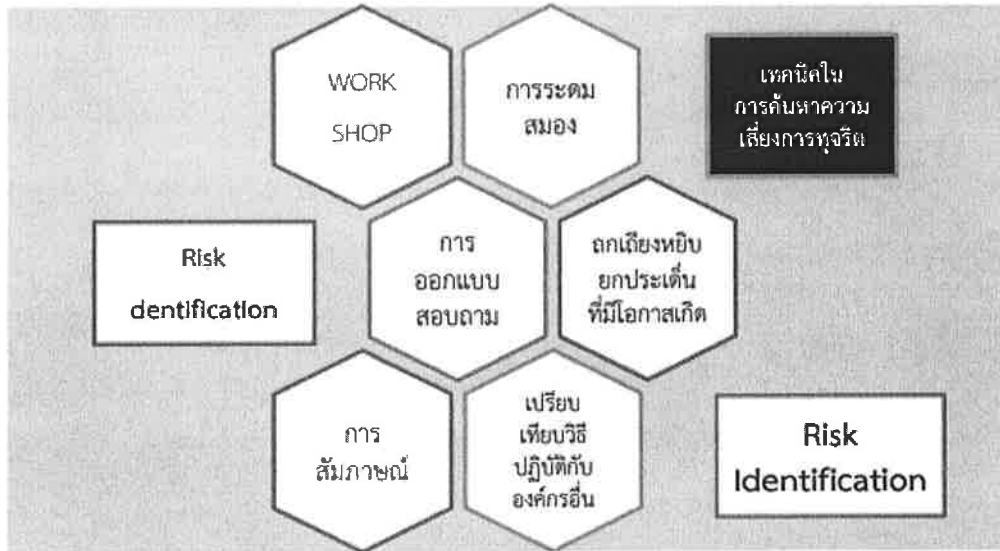 WORK
SHOP
การระดม
สมอง
เทคนิคใน
การค้นหาความ
เสี่ยงการทุจริต
Risk
dentification
การ
ออกแบบ
สอบถาม
ถกเถียงหยิบ
ยกประเด็น
ที่มีโอกาสเกิด
การ
สัมภาษณ์
เปรียบ
เทียบวิธี
ปฏิบัติกับ
องค์กรอื่น
Risk
Identification